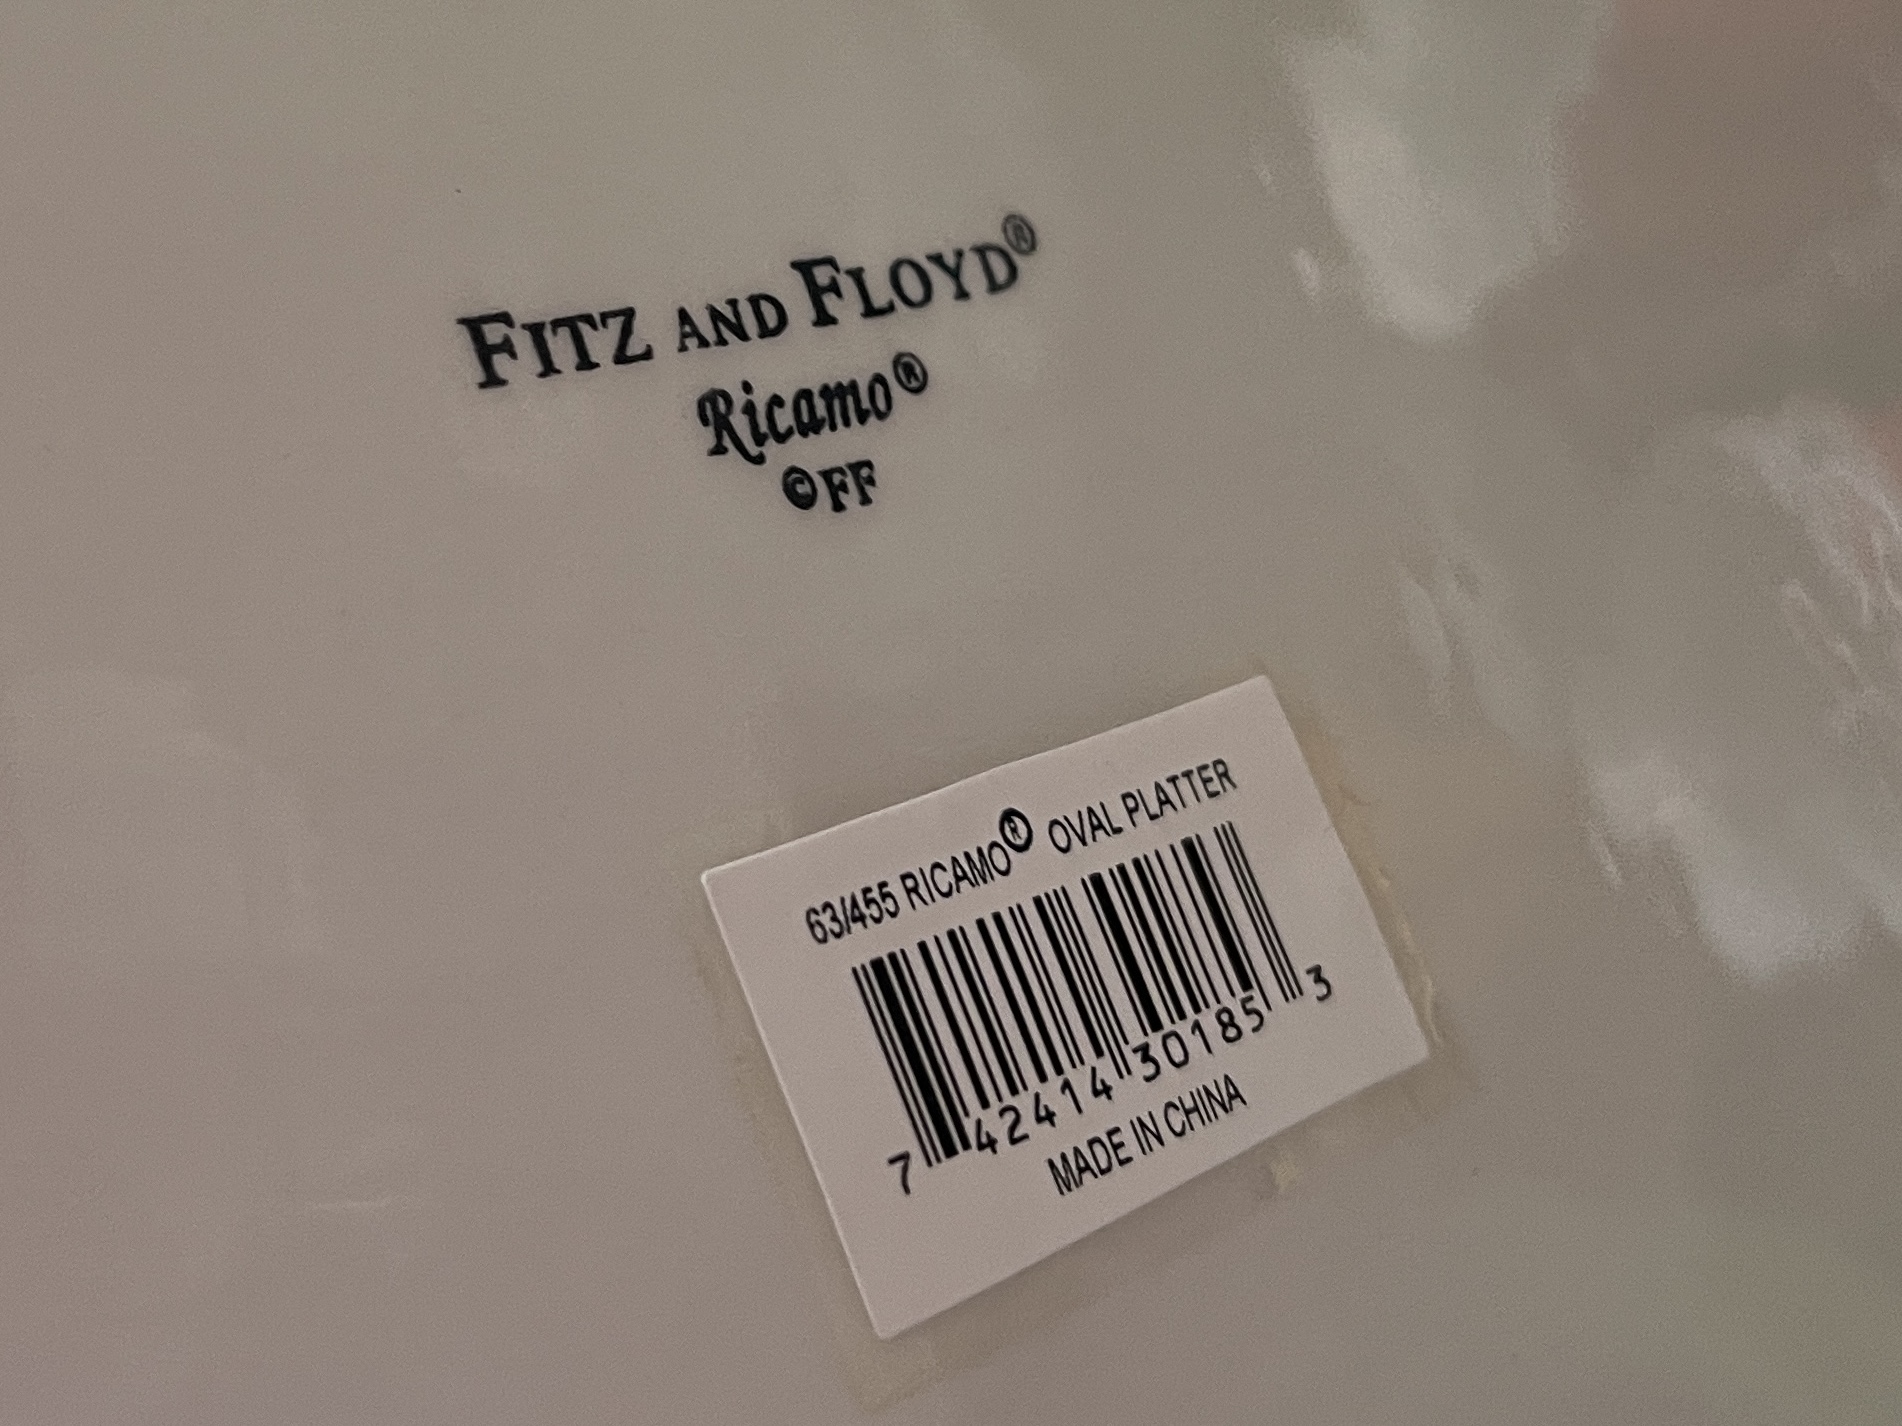 FITZ AND FLOYD®
Ricamo®
©FF
63/455 RICAMO® OVAL PLATTER
7 42414 30185 3
MADE IN CHINA